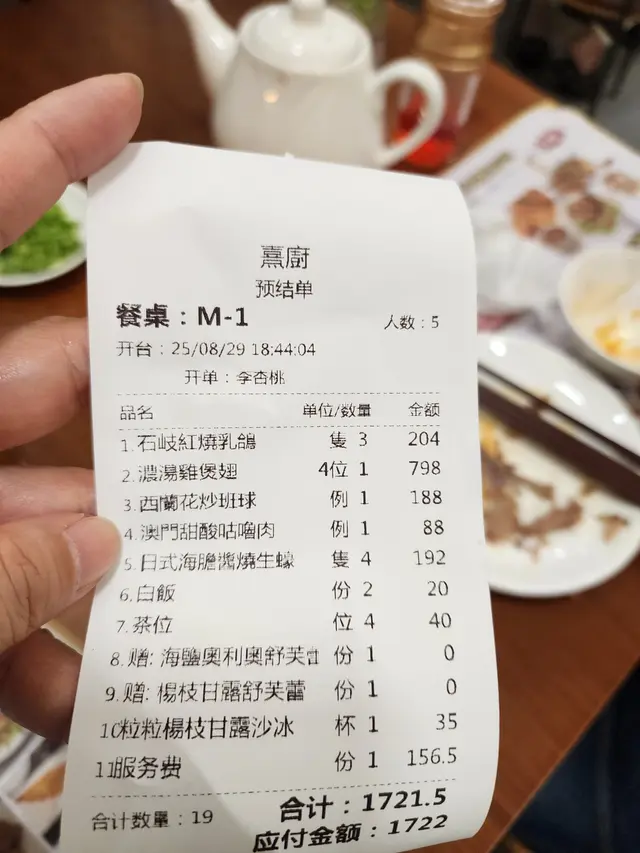 熹廚
预结单
餐桌：M-1 人数：5
开台：25/08/29 18:44:04
开单：李杏桃
品名 单位/数量 金额
1.石岐紅燒乳鴿 隻 3 204
2.濃湯雞煲翅 4位 1 798
3.西蘭花炒班球 例 1 188
4.澳門甜酸咕嚕肉 例 1 88
5.日式海膽醬燒生蠔 隻 4 192
6.白飯 份 2 20
7.茶位 位 4 40
8.赠: 海鹽奧利奧舒芙 份 1 0
9.赠: 楊枝甘露舒芙蕾 份 1 0
10粒粒楊枝甘露沙冰 杯 1 35
11服务费 份 1 156.5
合计数量：19 合计：1721.5
应付金额：1722